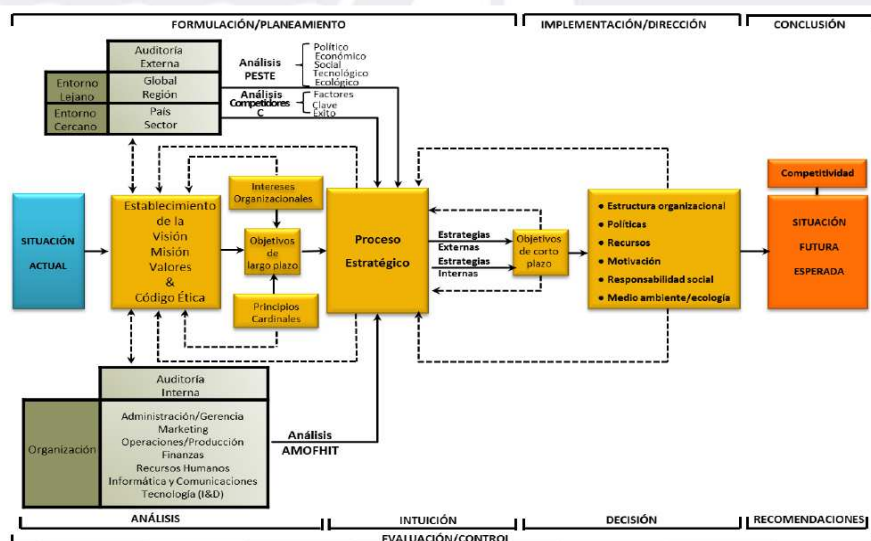 FORMULACIÓN/PLANEAMIENTO
IMPLEMENTACIÓN/DIRECCIÓN
CONCLUSIÓN
Auditoría
Externa
Entorno
Lejano
Global
Región
Entorno
Cercano
País
Sector
Análisis
PESTE
Político
Económico
Social
Tecnológico
Ecológico
Análisis
Competidores
C
Factores
Clave
Éxito
SITUACIÓN
ACTUAL
Establecimiento
de la
Visión
Misión
Valores
&
Código Ética
Intereses
Organizacionales
Objetivos
de
largo plazo
Principios
Cardinales
Proceso
Estratégico
Estrategias
Externas
Estrategias
Internas
Objetivos
de corto
plazo
● Estructura organizacional
● Políticas
● Recursos
● Motivación
● Responsabilidad social
● Medio ambiente/ecología
Competitividad
SITUACIÓN
FUTURA
ESPERADA
Auditoría
Interna
Organización
Administración/Gerencia
Marketing
Operaciones/Producción
Finanzas
Recursos Humanos
Informática y Comunicaciones
Tecnología (I&D)
Análisis
AMOFHIT
ANÁLISIS
INTUICIÓN
DECISIÓN
RECOMENDACIONES
EVALUACIÓN/CONTROL